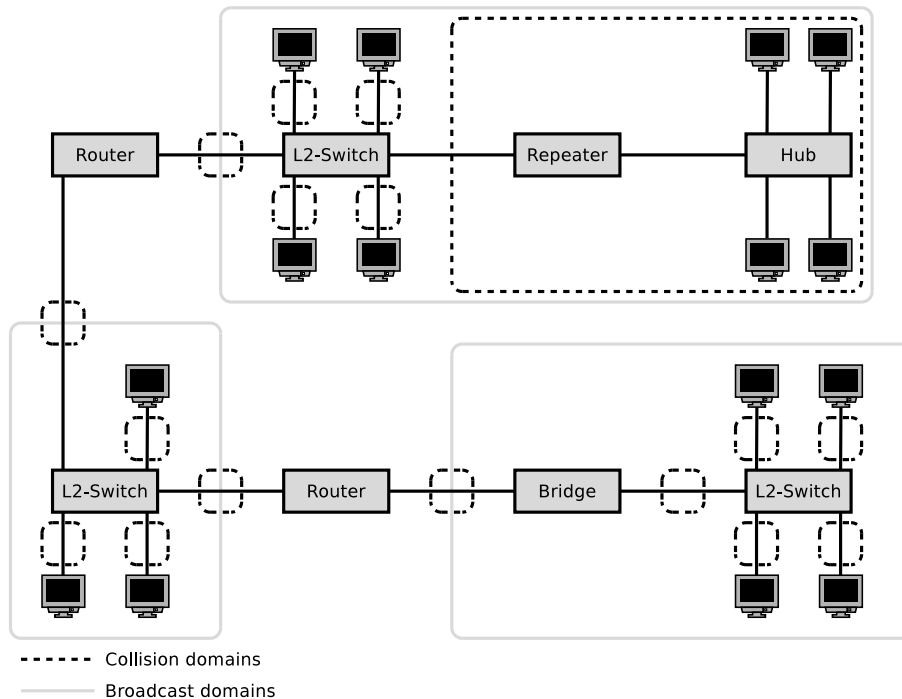 Router
L2-Switch
Repeater
Hub
L2-Switch
Router
Bridge
L2-Switch
Collision domains
Broadcast domains